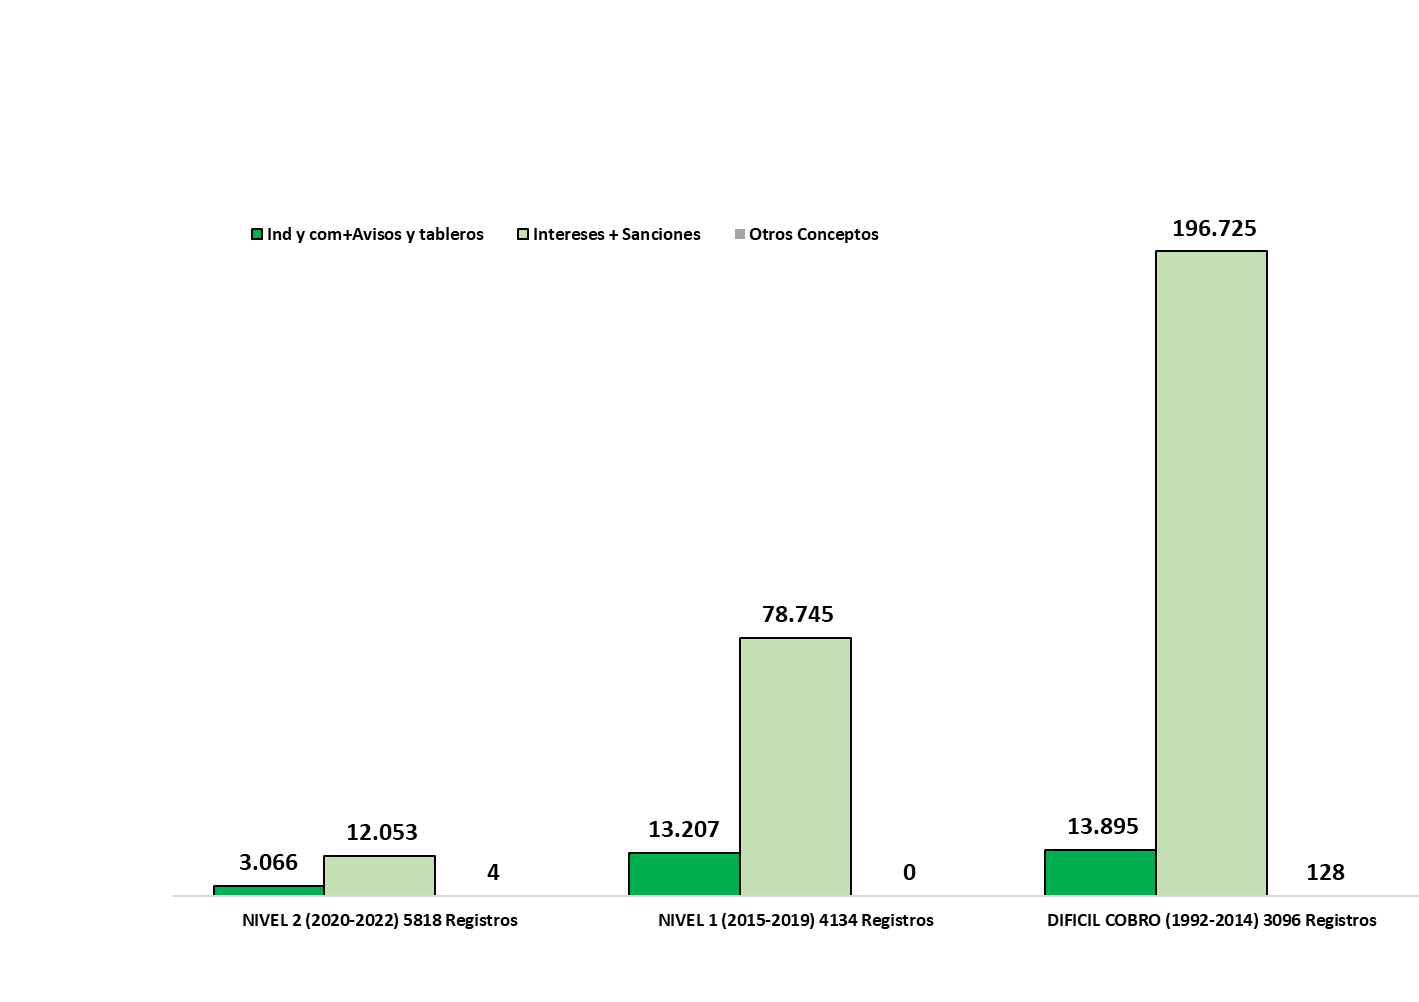 Ind y com+Avisos y tableros Intereses + Sanciones Otros Conceptos
196.725
78.745
13.895
13.207
12.053
3.066
4
0
128
NIVEL 2 (2020-2022) 5818 Registros
NIVEL 1 (2015-2019) 4134 Registros
DIFICIL COBRO (1992-2014) 3096 Registros